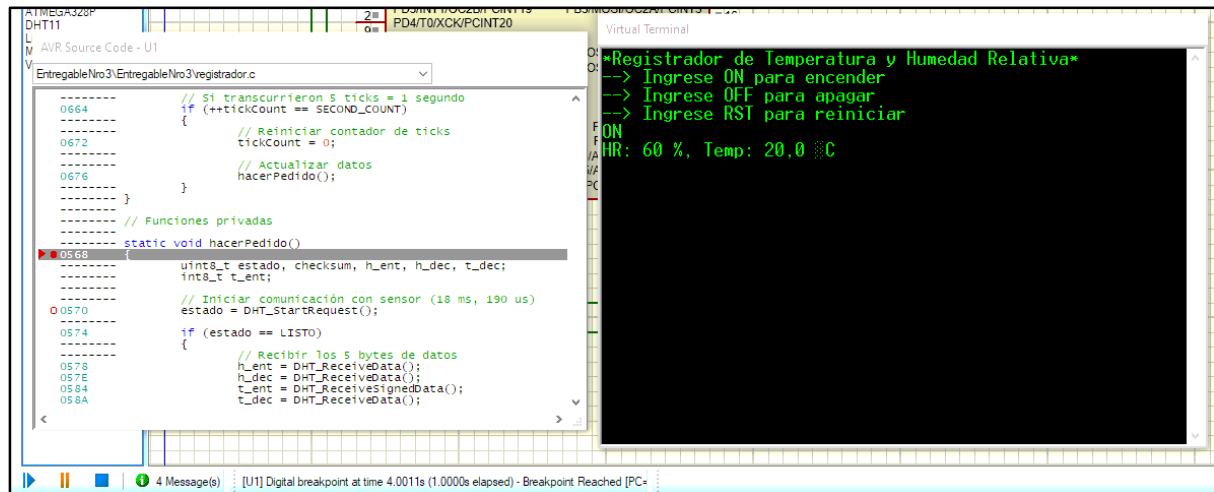 ATMEGA328P
DHT11
2
PD4/T0/XCK/PCINT20
AVR Source Code - U1
EntregableNro3\EntregableNro3\registrador.c
-------- // Si transcurrieron 5 ticks = 1 segundo
0664 if (++tickCount == SECOND_COUNT)
-------- {
-------- // Reiniciar contador de ticks
0672 tickCount = 0;
--------
-------- // Actualizar datos
0676 hacerPedido();
-------- }
-------- }
--------
-------- // Funciones privadas
--------
-------- static void hacerPedido()
0568 {
-------- uint8_t estado, checksum, h_ent, h_dec, t_dec;
-------- int8_t t_ent;
--------
-------- // Iniciar comunicación con sensor (18 ms, 190 us)
0570 estado = DHT_StartRequest();
--------
0574 if (estado == LISTO)
-------- {
-------- // Recibir los 5 bytes de datos
0578 h_ent = DHT_ReceiveData();
057E h_dec = DHT_ReceiveData();
0584 t_ent = DHT_ReceiveSignedData();
058A t_dec = DHT_ReceiveData();
Virtual Terminal
*Registrador de Temperatura y Humedad Relativa*
--> Ingrese ON para encender
--> Ingrese OFF para apagar
--> Ingrese RST para reiniciar
ON
HR: 60 %, Temp: 20,0 ░C
4 Message(s)
[U1] Digital breakpoint at time 4.0011s (1.0000s elapsed) - Breakpoint Reached [PC=